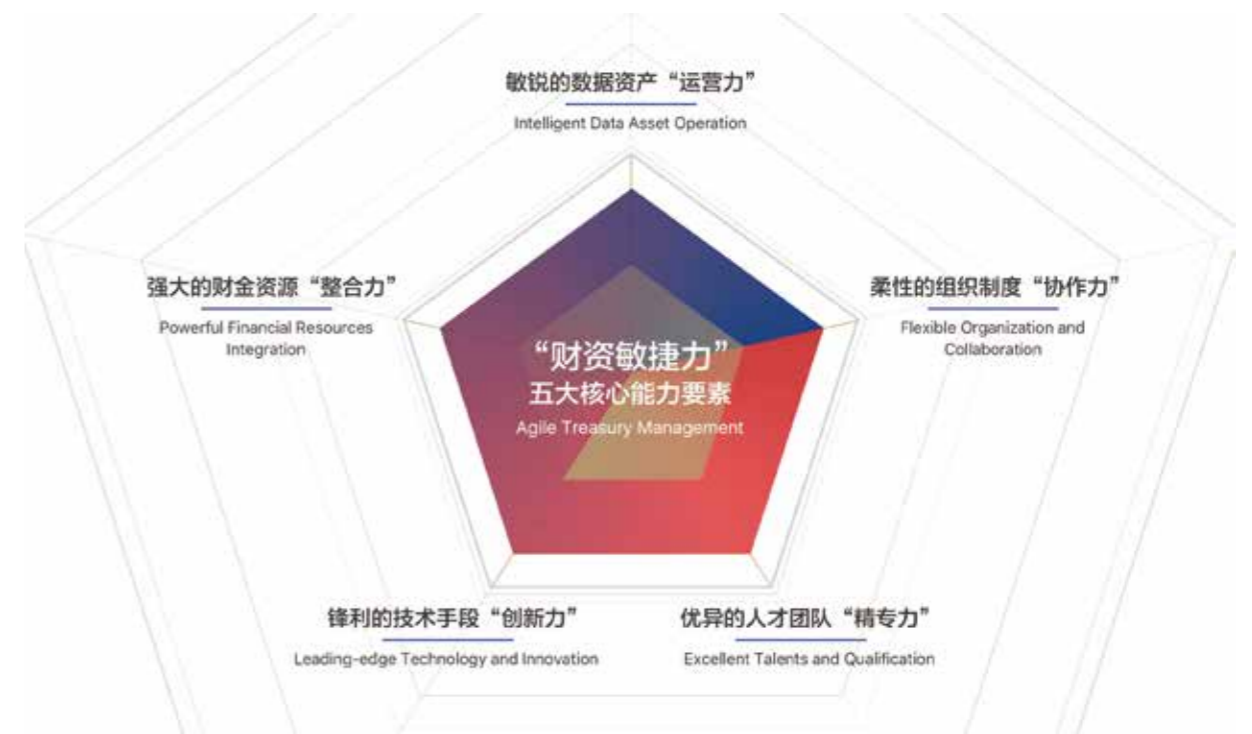 敏锐的数据资产“运营力”
Intelligent Data Asset Operation
强大的财金资源“整合力”
Powerful Financial Resources
Integration
柔性的组织制度“协作力”
Flexible Organization and
Collaboration
“财资敏捷力”
五大核心能力要素
Agile Treasury Management
锋利的技术手段“创新力”
Leading-edge Technology and Innovation
优异的人才团队“精专力”
Excellent Talents and Qualification